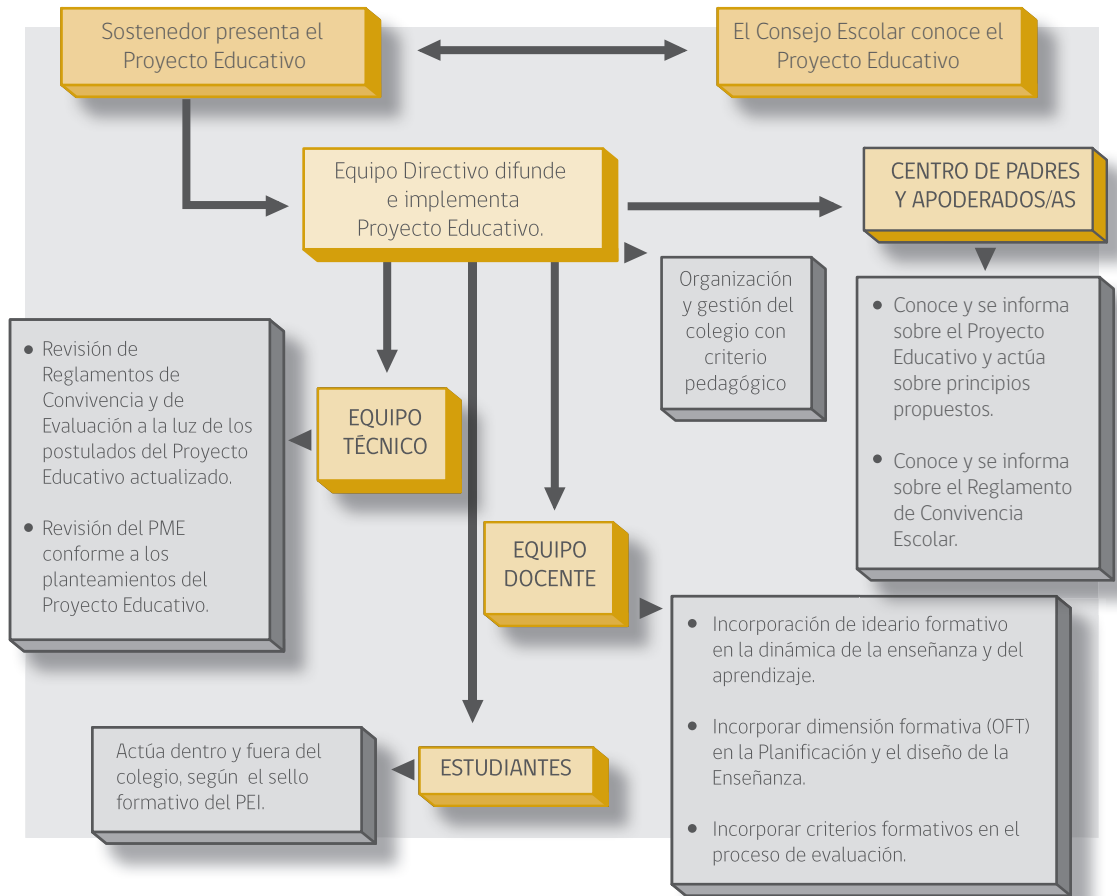 Sostenedor presenta el
Proyecto Educativo
El Consejo Escolar conoce el
Proyecto Educativo
Equipo Directivo difunde
e implementa
Proyecto Educativo.
CENTRO DE PADRES
Y APODERADOS/AS
Organización
y gestión del
colegio con
criterio
pedagógico
• Conoce y se informa
sobre el Proyecto
Educativo y actúa
sobre principios
propuestos.
• Conoce y se informa
sobre el Reglamento
de Convivencia
Escolar.
• Revisión de
Reglamentos de
Convivencia y de
Evaluación a la luz de los
postulados del Proyecto
Educativo actualizado.
• Revisión del PME
conforme a los
planteamientos del
Proyecto Educativo.
EQUIPO
TÉCNICO
EQUIPO
DOCENTE
• Incorporación de ideario formativo
en la dinámica de la enseñanza y del
aprendizaje.
• Incorporar dimensión formativa (OFT)
en la Planificación y el diseño de la
Enseñanza.
• Incorporar criterios formativos en el
proceso de evaluación.
Actúa dentro y fuera del
colegio, según el sello
formativo del PEI.
ESTUDIANTES